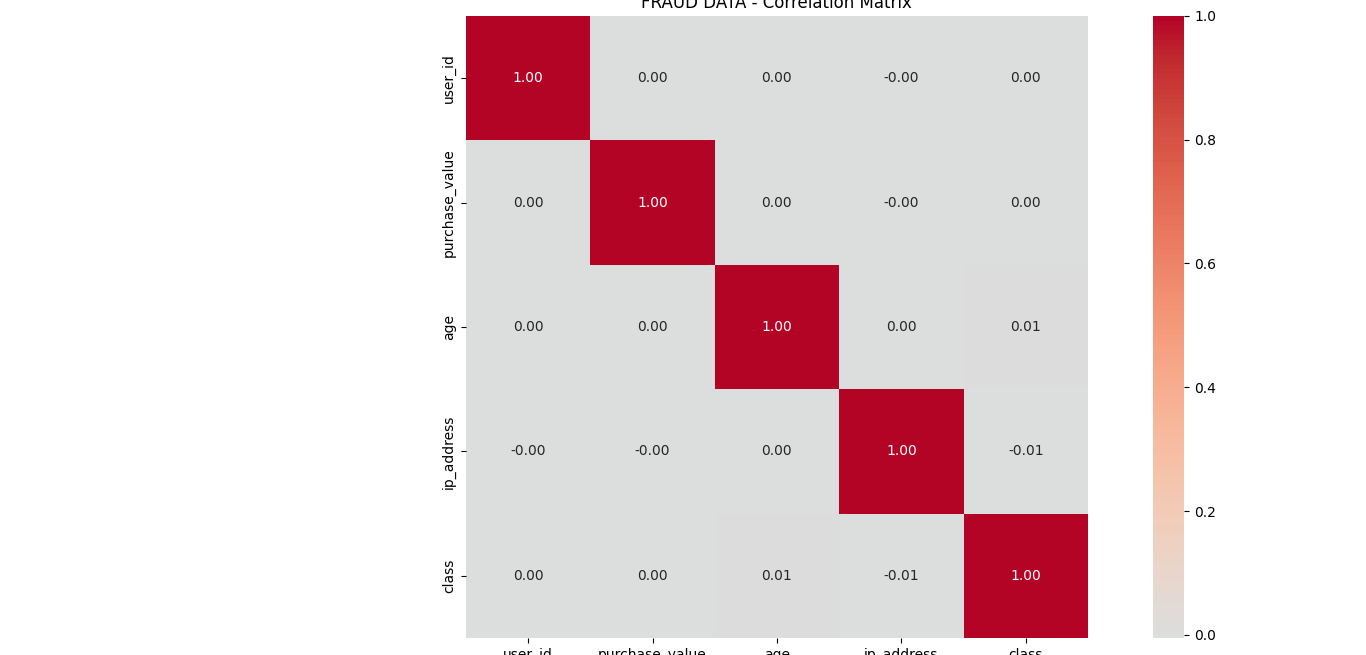 FRAUD DATA - Correlation Matrix
user_id 1.00 0.00 0.00 -0.00 0.00
purchase_value 0.00 1.00 0.00 -0.00 0.00
age 0.00 0.00 1.00 0.00 0.01
ip_address -0.00 -0.00 0.00 1.00 -0.01
class 0.00 0.00 0.01 -0.01 1.00
user_id purchase_value age ip_address class
1.0
0.8
0.6
0.4
0.2
0.0